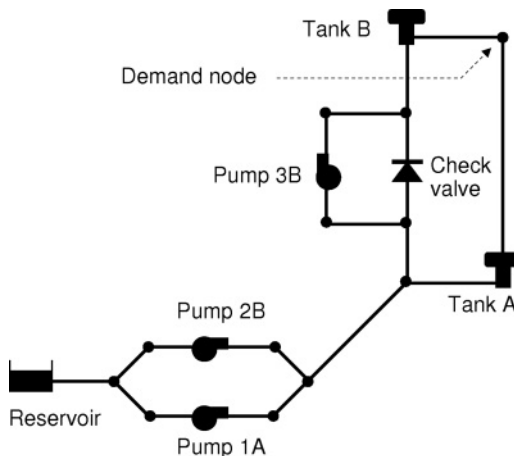 Tank B
Demand node
Pump 3B
Check
valve
Tank A
Pump 2B
Reservoir
Pump 1A